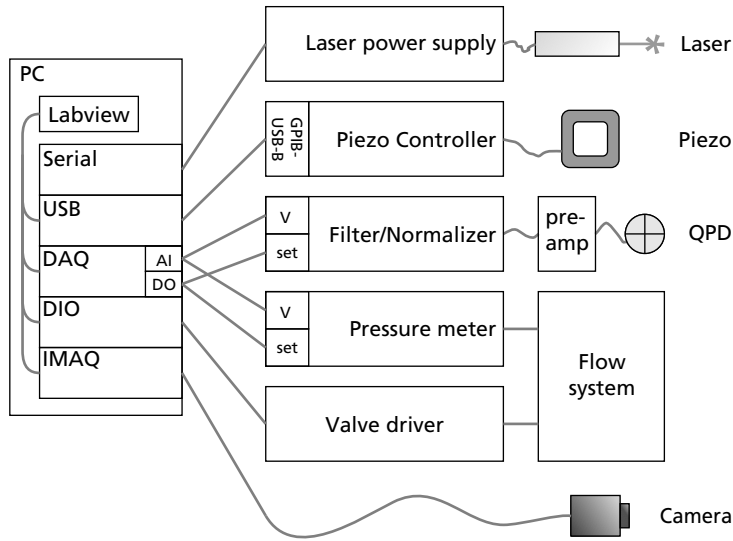 PC
Labview
Serial
USB
DAQ
AI
DO
DIO
IMAQ
Laser power supply
Laser
GPIB-
USB-B
Piezo Controller
Piezo
V
set
Filter/Normalizer
pre-
amp
QPD
V
set
Pressure meter
Flow
system
Valve driver
Camera